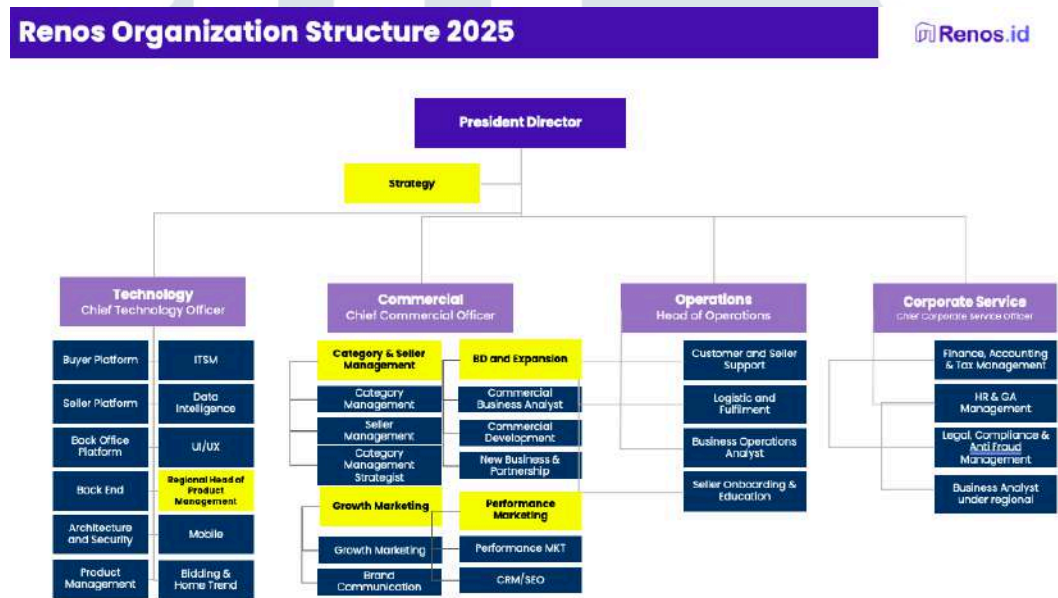 Renos Organization Structure 2025
Renos.id
President Director
Strategy
Technology
Chief Technology Officer
Buyer Platform
ITSM
Seller Platform
Data
Intelligence
Back Office
Platform
UI/UX
Back End
Regional Head of
Product
Management
Architecture
and Security
Mobile
Product
Management
Bidding &
Home Trend
Commercial
Chief Commercial Officer
Category & Seller
Management
Category
Management
Seller
Management
Category
Management
Strategist
BD and Expansion
Commercial
Business Analyst
Commercial
Development
New Business &
Partnership
Growth Marketing
Growth Marketing
Brand
Communication
Performance
Marketing
Performance MKT
CRM/SEO
Operations
Head of Operations
Customer and Seller
Support
Logistic and
Fulfilment
Business Operations
Analyst
Seller Onboarding &
Education
Corporate Service
Chief Corporate Service Officer
Finance, Accounting
& Tax Management
HR & GA
Management
Legal, Compliance &
Anti Fraud
Management
Business Analyst
under regional